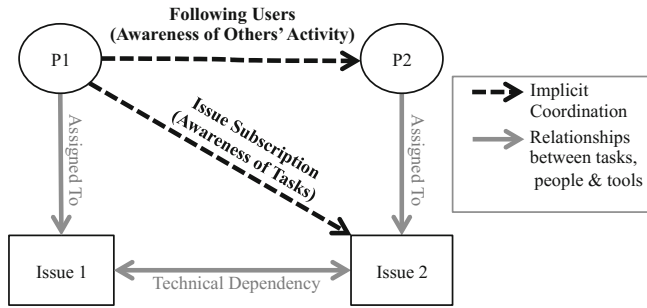 Following Users
(Awareness of Others' Activity)
P1
P2
Issue Subscription
(Awareness of Tasks)
Assigned To
Assigned To
Issue 1
Technical Dependency
Issue 2
Implicit
Coordination
Relationships
between tasks,
people & tools